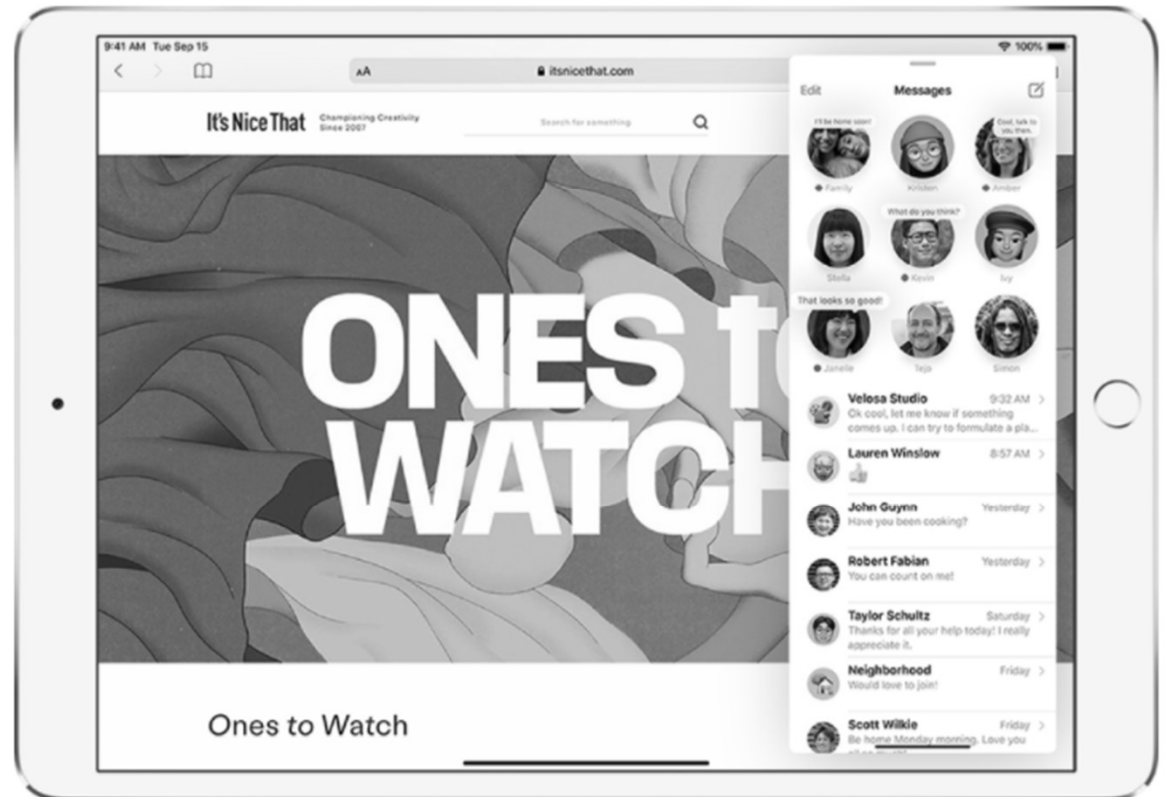 9:41 AM Tue Sep 15
100%
AA
itsnicethat.com
It's Nice That
Championing Creativity
Since 2007
Search for something
ONES to
WATCH
Ones to Watch
Edit
Messages
I'll be home soon!
Cool, talk to
you then.
Family
Kristen
Amber
What do you think?
Stella
Kevin
Ivy
That looks so good!
Janelle
Teja
Simon
Velosa Studio
9:32 AM
Ok cool, let me know if something
comes up. I can try to formulate a pla...
Lauren Winslow
8:57 AM
John Guynn
Yesterday
Have you been cooking?
Robert Fabian
Yesterday
You can count on me!
Taylor Schultz
Saturday
Thanks for all your help today! I really
appreciate it.
Neighborhood
Friday
Would love to join!
Scott Wilkie
Friday
Be home Monday morning. Love you